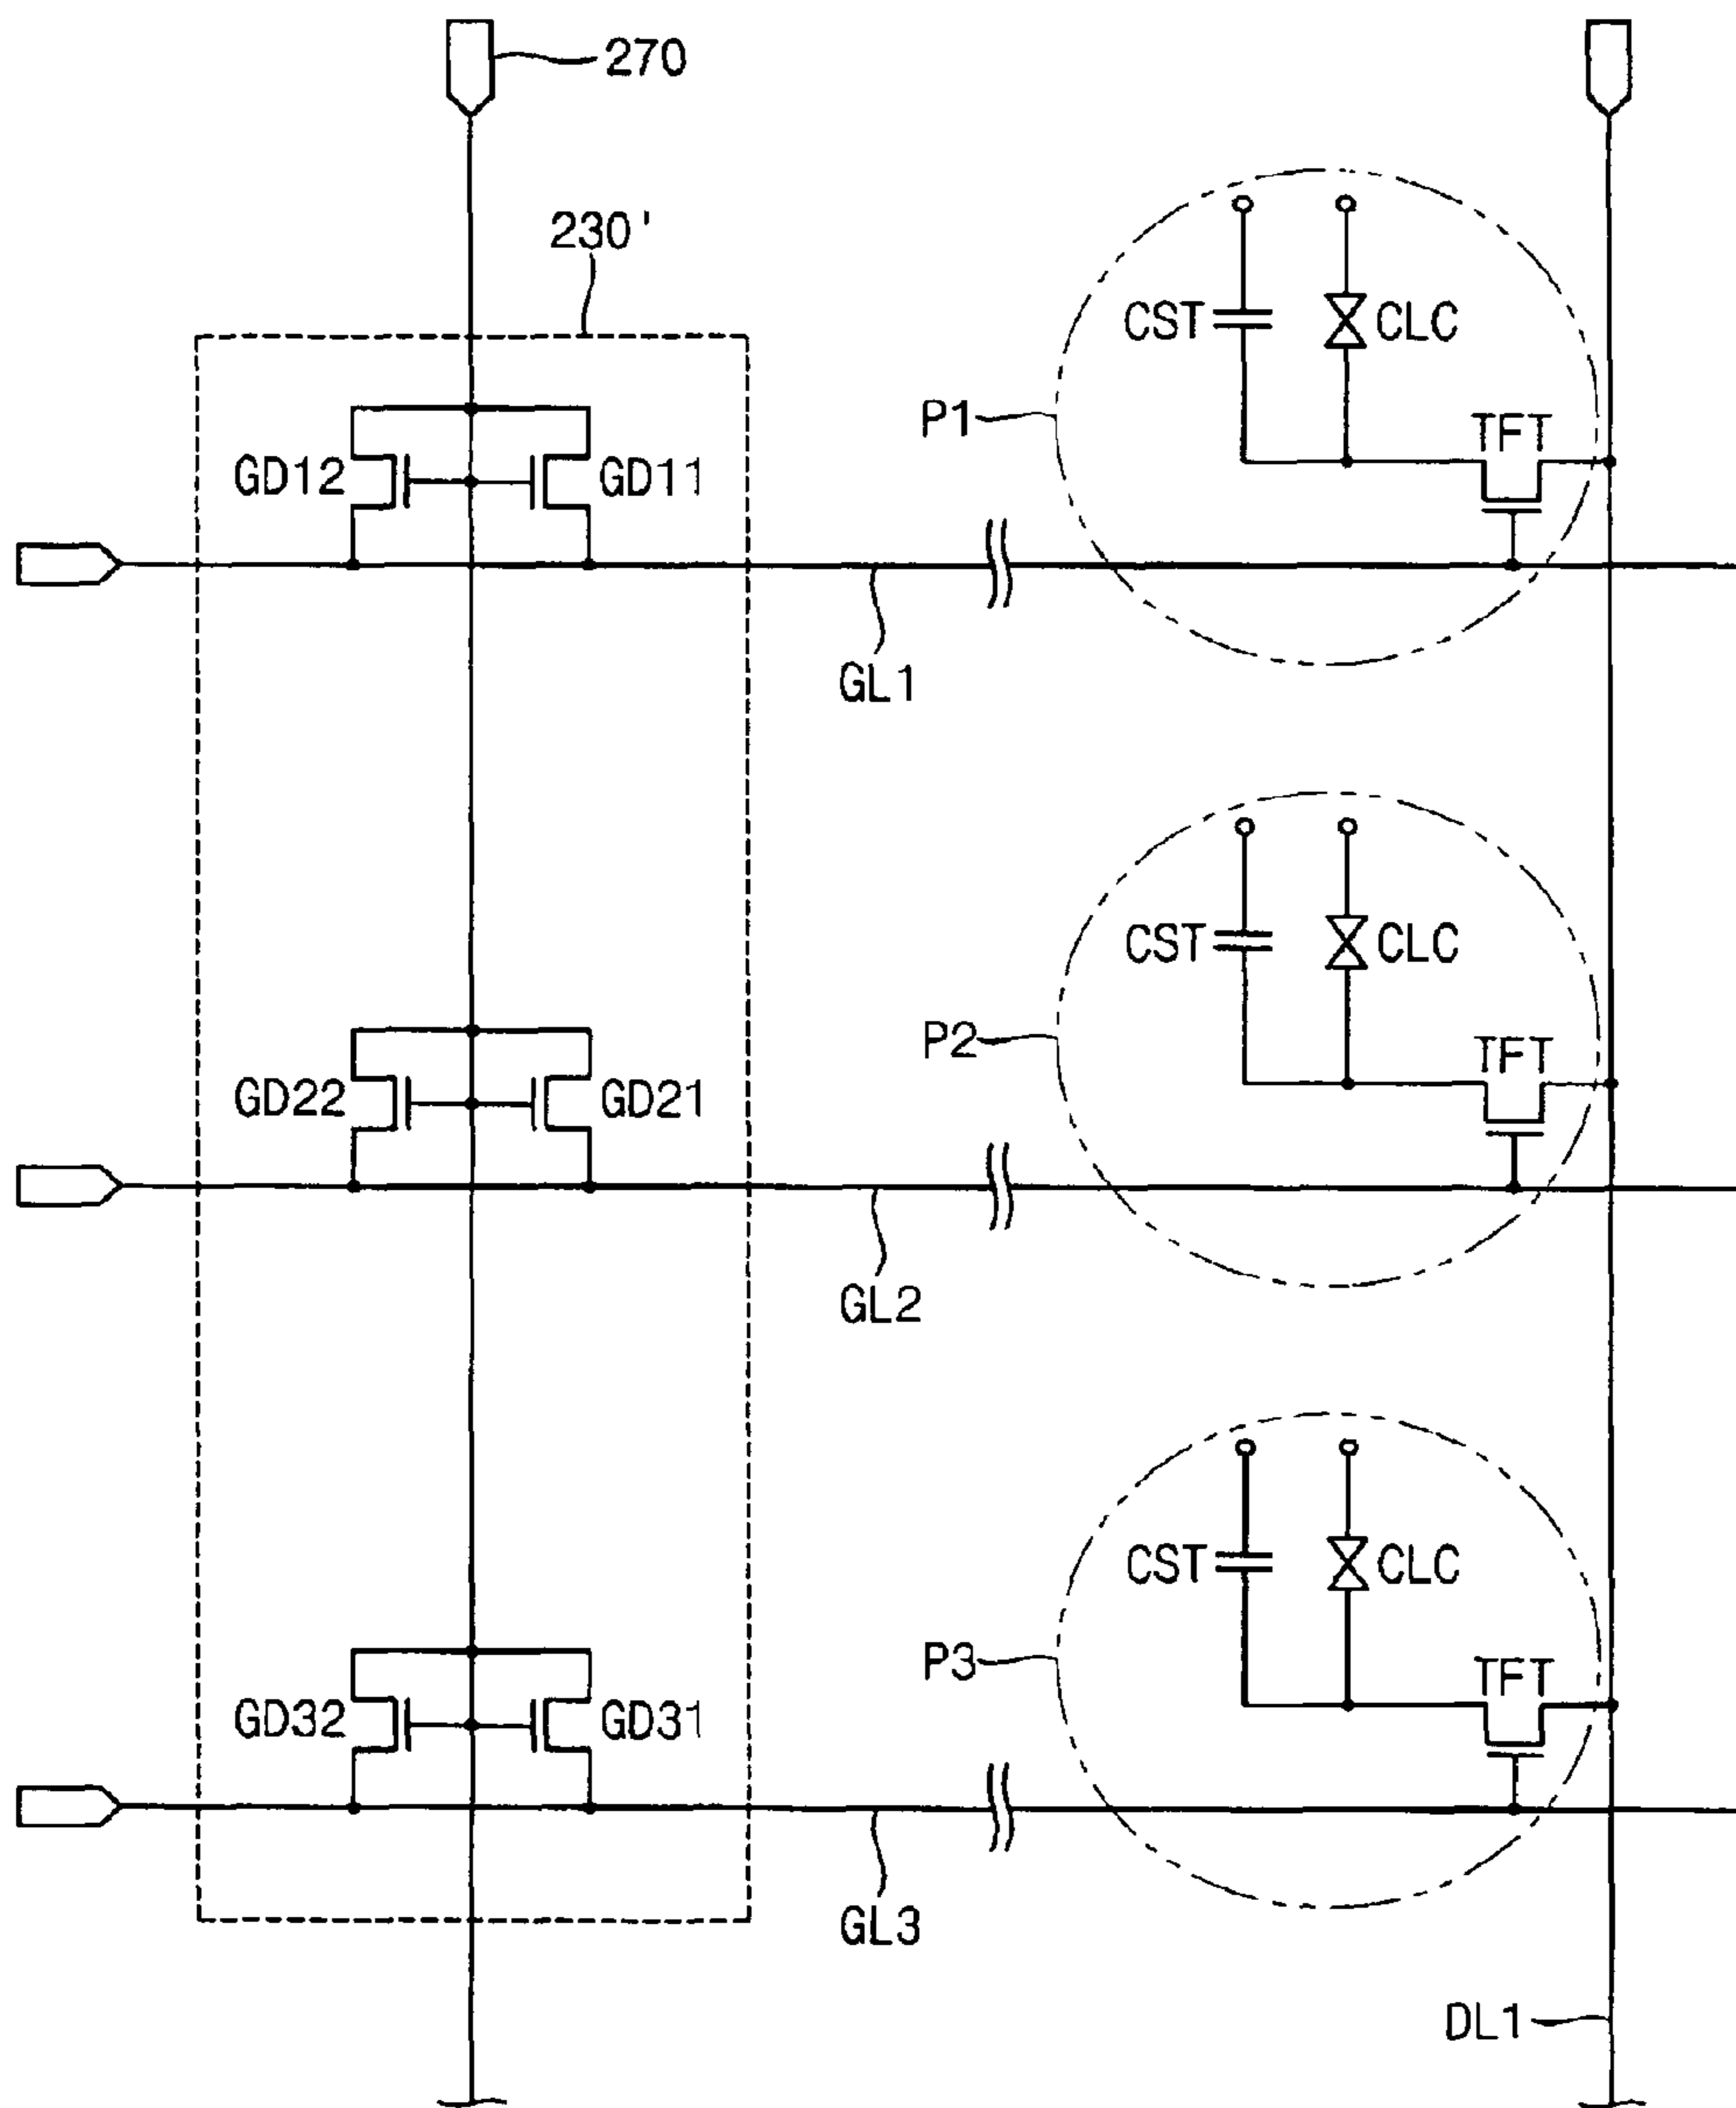 270
230'
CST
CLC
P1
TFT
GD12
GD11
GL1
CST
CLC
P2
TFT
GD22
GD21
GL2
CST
CLC
P3
TFT
GD32
GD31
GL3
DL1